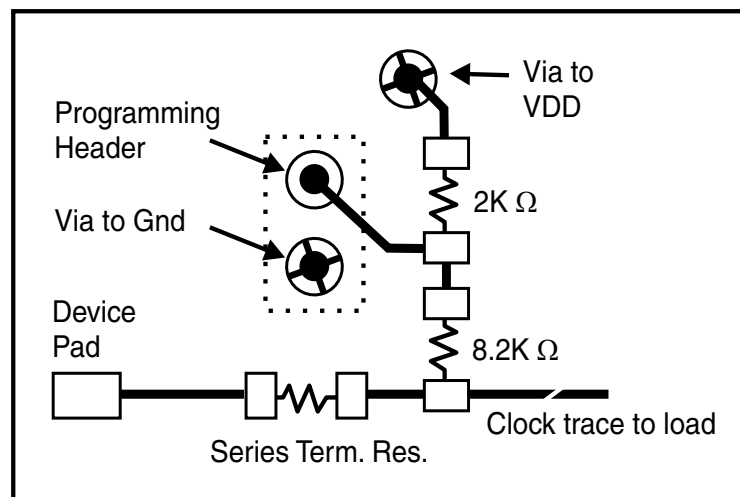 Via to
VDD
Programming
Header
2K Ω
Via to Gnd
Device
Pad
8.2K Ω
Clock trace to load
Series Term. Res.